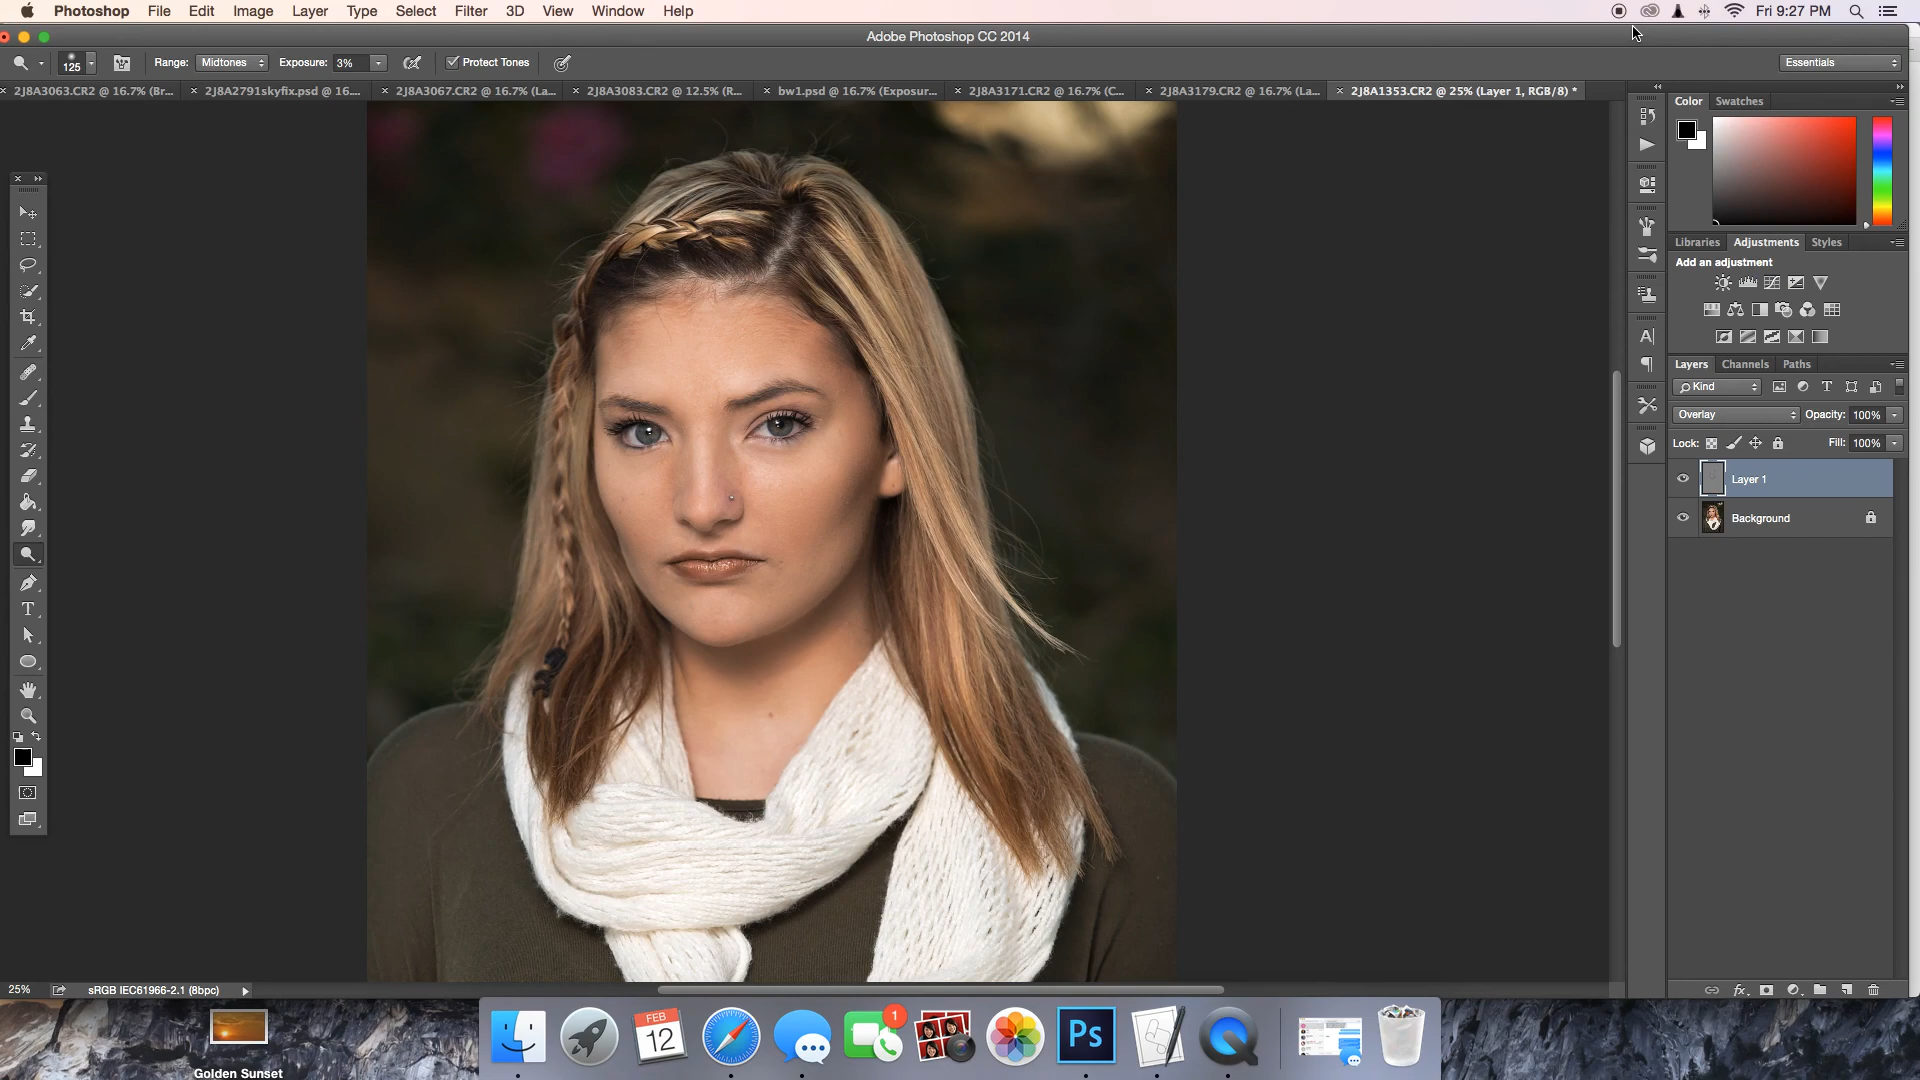 Photoshop File Edit Image Layer Type Select Filter 3D View Window Help Fri 9:27 PM
Adobe Photoshop CC 2014
125 Range: Midtones Exposure: 3% Protect Tones Essentials
2J8A3063.CR2 @ 16.7% (Br... 2J8A2791skyfix.psd @ 16.... 2J8A3067.CR2 @ 16.7% (La... 2J8A3083.CR2 @ 12.5% (R... bw1.psd @ 16.7% (Exposur... 2J8A3171.CR2 @ 16.7% (C... 2J8A3179.CR2 @ 16.7% (La... 2J8A1353.CR2 @ 25% (Layer 1, RGB/8) *
Color Swatches
Libraries Adjustments Styles
Add an adjustment
Layers Channels Paths
Kind
Overlay Opacity: 100%
Lock: Fill: 100%
Layer 1
Background
25% sRGB IEC61966-2.1 (8bpc)
FEB
12
1
Ps
Golden Sunset